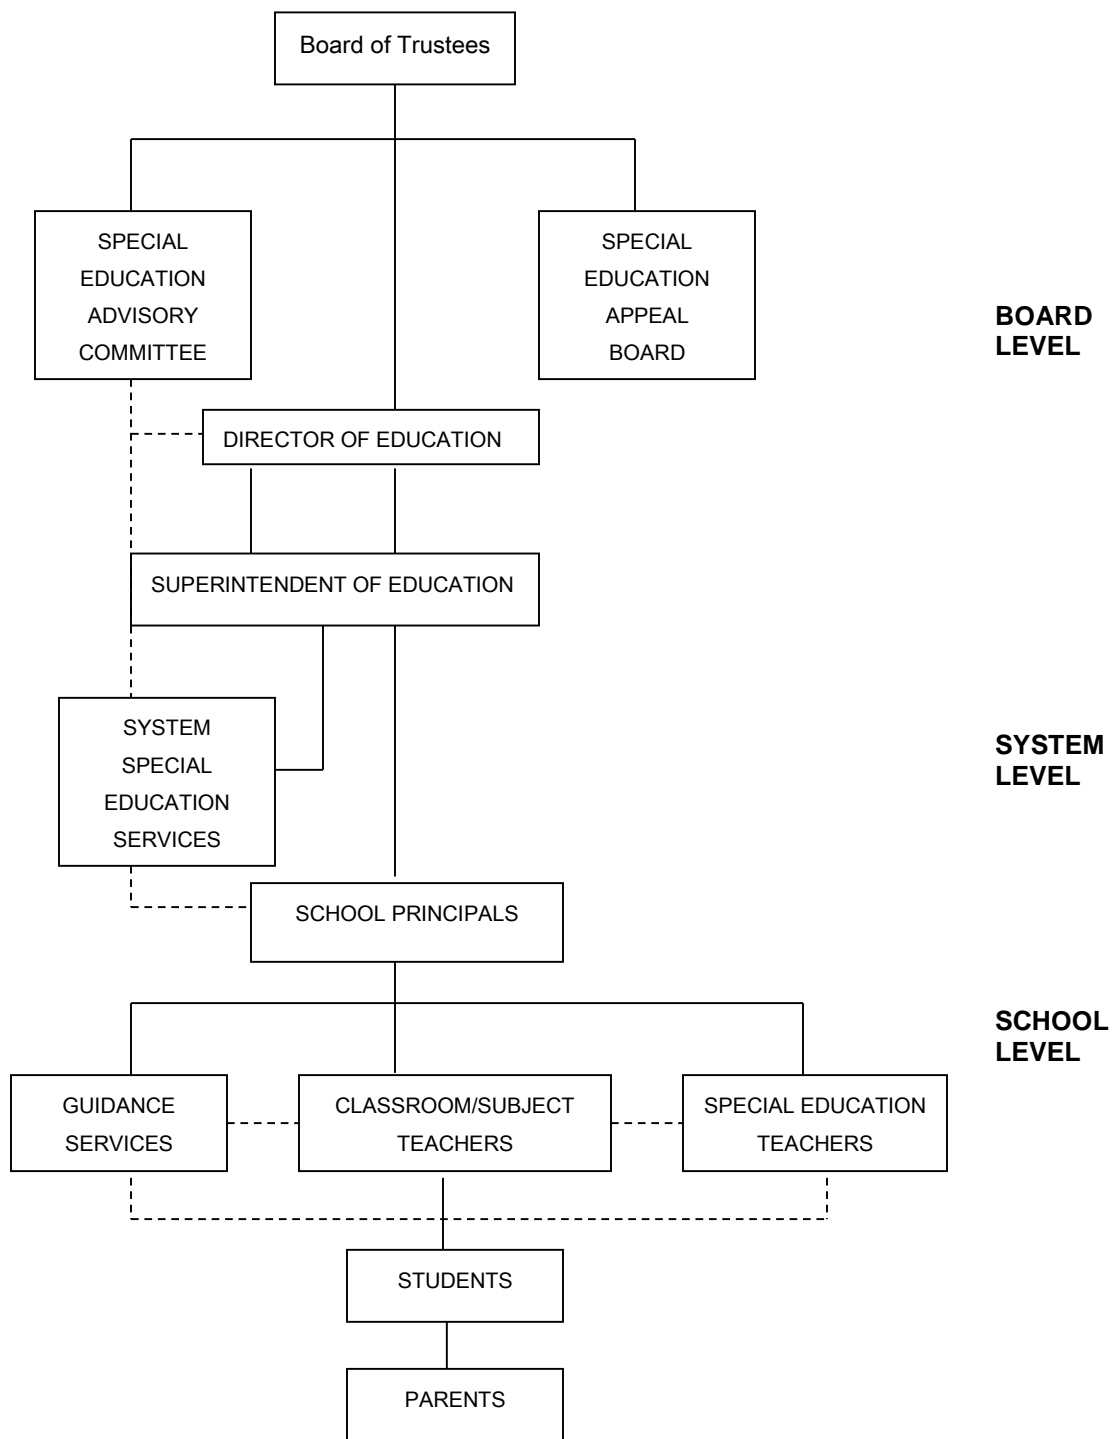 Board of Trustees
SPECIAL
EDUCATION
ADVISORY
COMMITTEE
SPECIAL
EDUCATION
APPEAL
BOARD
BOARD
LEVEL
DIRECTOR OF EDUCATION
SUPERINTENDENT OF EDUCATION
SYSTEM
SPECIAL
EDUCATION
SERVICES
SYSTEM
LEVEL
SCHOOL PRINCIPALS
SCHOOL
LEVEL
GUIDANCE
SERVICES
CLASSROOM/SUBJECT
TEACHERS
SPECIAL EDUCATION
TEACHERS
STUDENTS
PARENTS